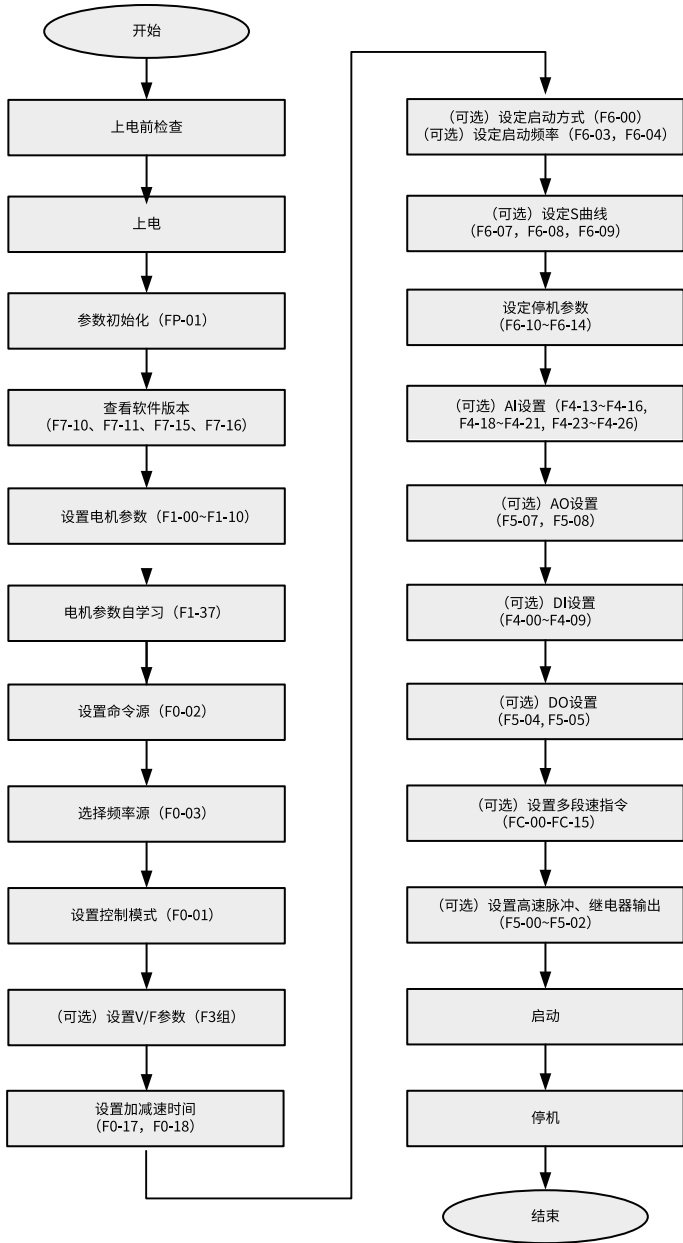 开始
上电前检查
上电
参数初始化（FP-01）
查看软件版本
（F7-10、F7-11、F7-15、F7-16）
设置电机参数（F1-00~F1-10）
电机参数自学习（F1-37）
设置命令源（F0-02）
选择频率源（F0-03）
设置控制模式（F0-01）
（可选）设置V/F参数（F3组）
设置加减速时间
（F0-17，F0-18）
（可选）设定启动方式（F6-00）
（可选）设定启动频率（F6-03，F6-04）
（可选）设定S曲线
（F6-07，F6-08，F6-09）
设定停机参数
（F6-10~F6-14）
（可选）AI设置（F4-13~F4-16,
F4-18~F4-21, F4-23~F4-26)
（可选）AO设置
（F5-07，F5-08）
（可选）DI设置
（F4-00~F4-09）
（可选）DO设置
（F5-04, F5-05）
（可选）设置多段速指令
（FC-00-FC-15）
（可选）设置高速脉冲、继电器输出
（F5-00~F5-02）
启动
停机
结束